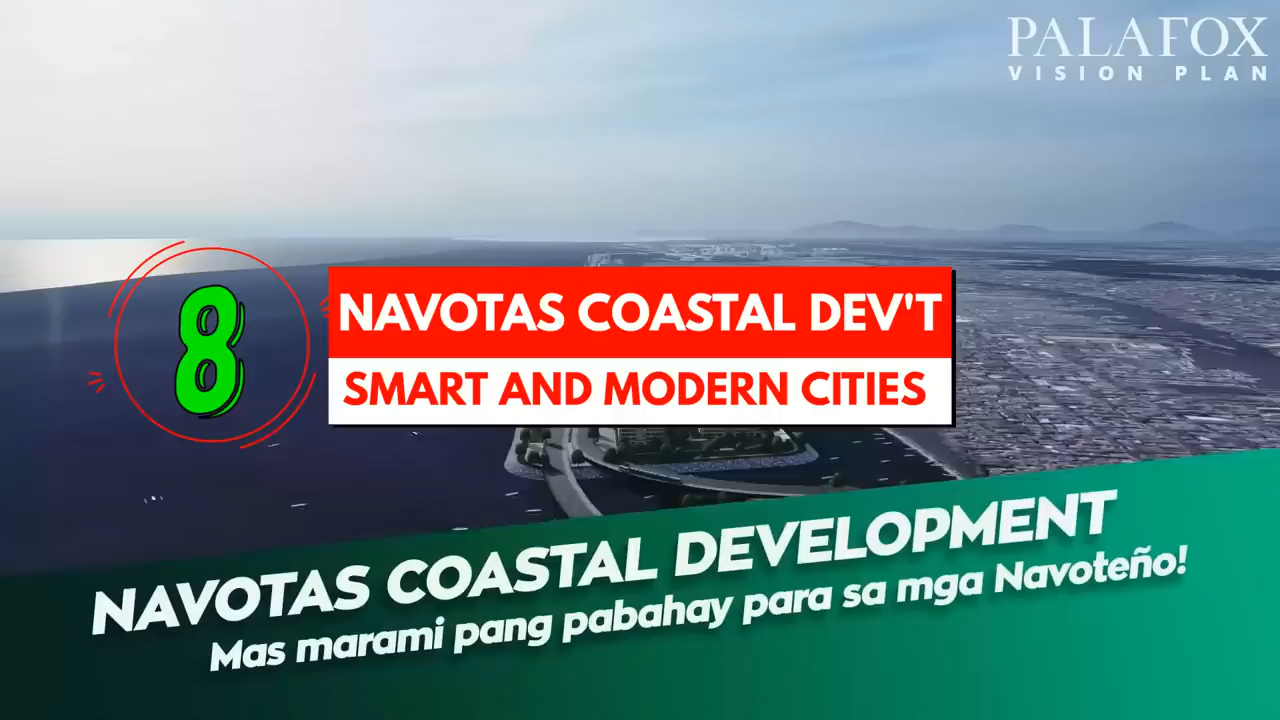 PALAFOX
VISION PLAN
8
NAVOTAS COASTAL DEV'T
SMART AND MODERN CITIES
NAVOTAS COASTAL DEVELOPMENT
Mas marami pang pabahay para sa mga Navoteño!